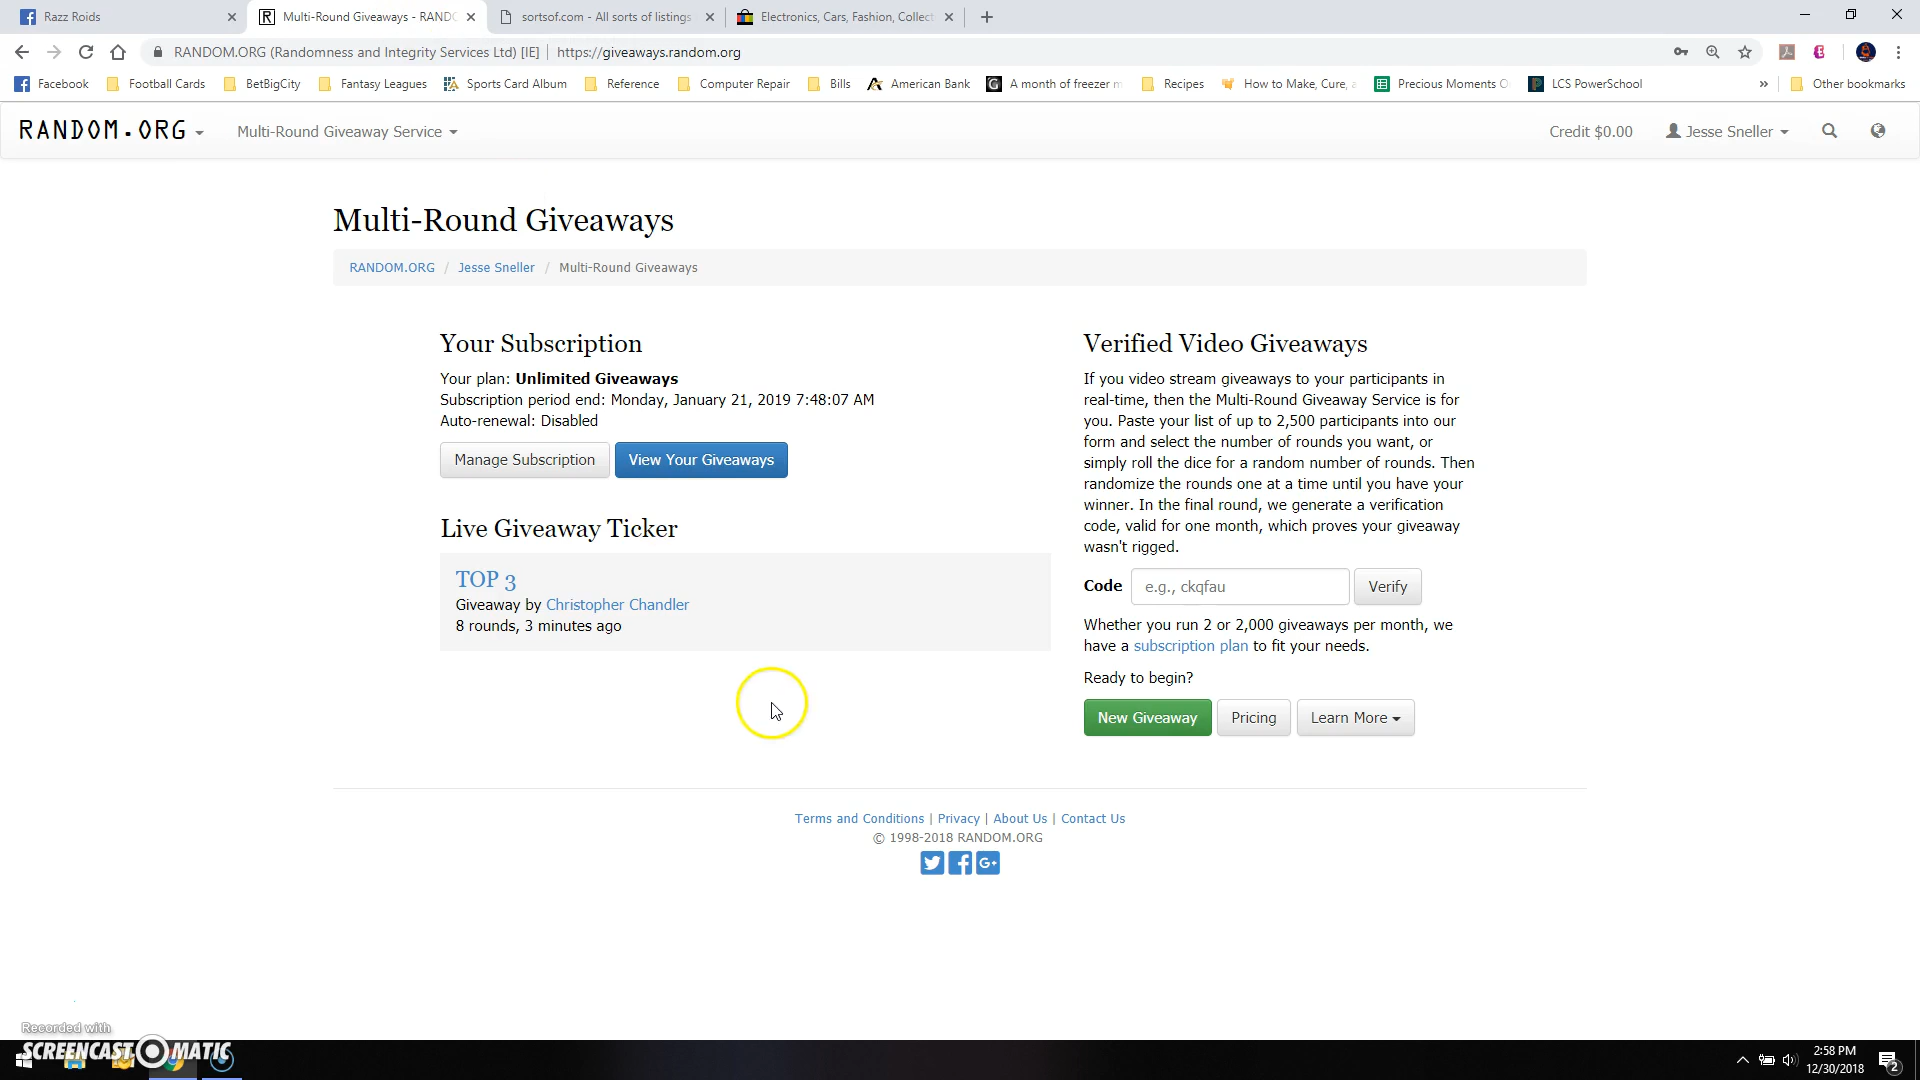 Razz Roids
Multi-Round Giveaways - RANDO
sortsof.com - All sorts of listings
Electronics, Cars, Fashion, Collect
RANDOM.ORG (Randomness and Integrity Services Ltd) [IE] | https://giveaways.random.org
Facebook Football Cards BetBigCity Fantasy Leagues Sports Card Album Reference Computer Repair Bills American Bank A month of freezer m Recipes How to Make, Cure, a Precious Moments O LCS PowerSchool » Other bookmarks
RANDOM.ORG Multi-Round Giveaway Service Credit $0.00 Jesse Sneller
Multi-Round Giveaways
RANDOM.ORG / Jesse Sneller / Multi-Round Giveaways
Your Subscription
Your plan: Unlimited Giveaways
Subscription period end: Monday, January 21, 2019 7:48:07 AM
Auto-renewal: Disabled
Manage Subscription View Your Giveaways
Live Giveaway Ticker
TOP 3
Giveaway by Christopher Chandler
8 rounds, 3 minutes ago
Verified Video Giveaways
If you video stream giveaways to your participants in
real-time, then the Multi-Round Giveaway Service is for
you. Paste your list of up to 2,500 participants into our
form and select the number of rounds you want, or
simply roll the dice for a random number of rounds. Then
randomize the rounds one at a time until you have your
winner. In the final round, we generate a verification
code, valid for one month, which proves your giveaway
wasn't rigged.
Code e.g., ckqfau Verify
Whether you run 2 or 2,000 giveaways per month, we
have a subscription plan to fit your needs.
Ready to begin?
New Giveaway Pricing Learn More
Terms and Conditions | Privacy | About Us | Contact Us
© 1998-2018 RANDOM.ORG
Recorded with
SCREENCAST O MATIC
2:58 PM
12/30/2018
2